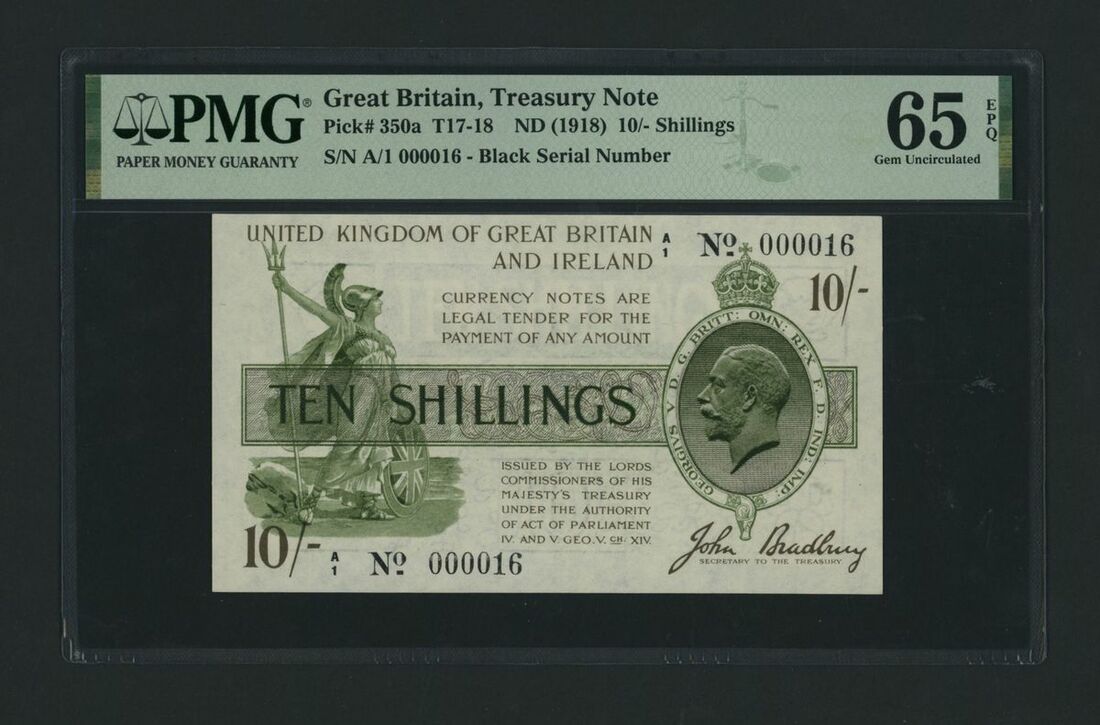 PMG®
PAPER MONEY GUARANTY
Great Britain, Treasury Note
Pick# 350a T17-18 ND (1918) 10/- Shillings
S/N A/1 000016 - Black Serial Number
65
EPQ
Gem Uncirculated
UNITED KINGDOM OF GREAT BRITAIN
AND IRELAND
A/1 No. 000016
10/-
CURRENCY NOTES ARE
LEGAL TENDER FOR THE
PAYMENT OF ANY AMOUNT
GEORGIVS V D. G. BRITT: OMN: REX F. D. IND: IMP:
TEN SHILLINGS
ISSUED BY THE LORDS
COMMISSIONERS OF HIS
MAJESTY'S TREASURY
UNDER THE AUTHORITY
OF ACT OF PARLIAMENT
IV. AND V GEO. V. CH. XIV.
10/-
A/1 No. 000016
John Bradbury
SECRETARY TO THE TREASURY.